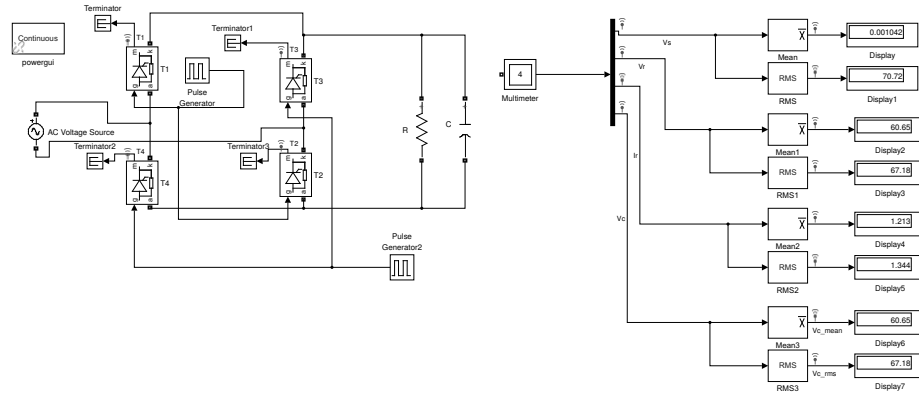 Continuous
powergui
Terminator
T1
E
k
g
a
T1
Terminator1
T3
E
k
g
a
T3
Pulse
Generator
AC Voltage Source
+
Terminator2
T4
E
k
g
a
T4
Terminator3
T2
E
k
g
a
T2
R
+
C
+
Pulse
Generator2
4
Multimeter
Vs
Vr
Ir
Vc
x
Mean
0.001042
Display
RMS
RMS
70.72
Display1
x
Mean1
60.65
Display2
RMS
RMS1
67.18
Display3
x
Mean2
1.213
Display4
RMS
RMS2
1.344
Display5
x
Mean3
Vc_mean
60.65
Display6
RMS
RMS3
Vc_rms
67.18
Display7